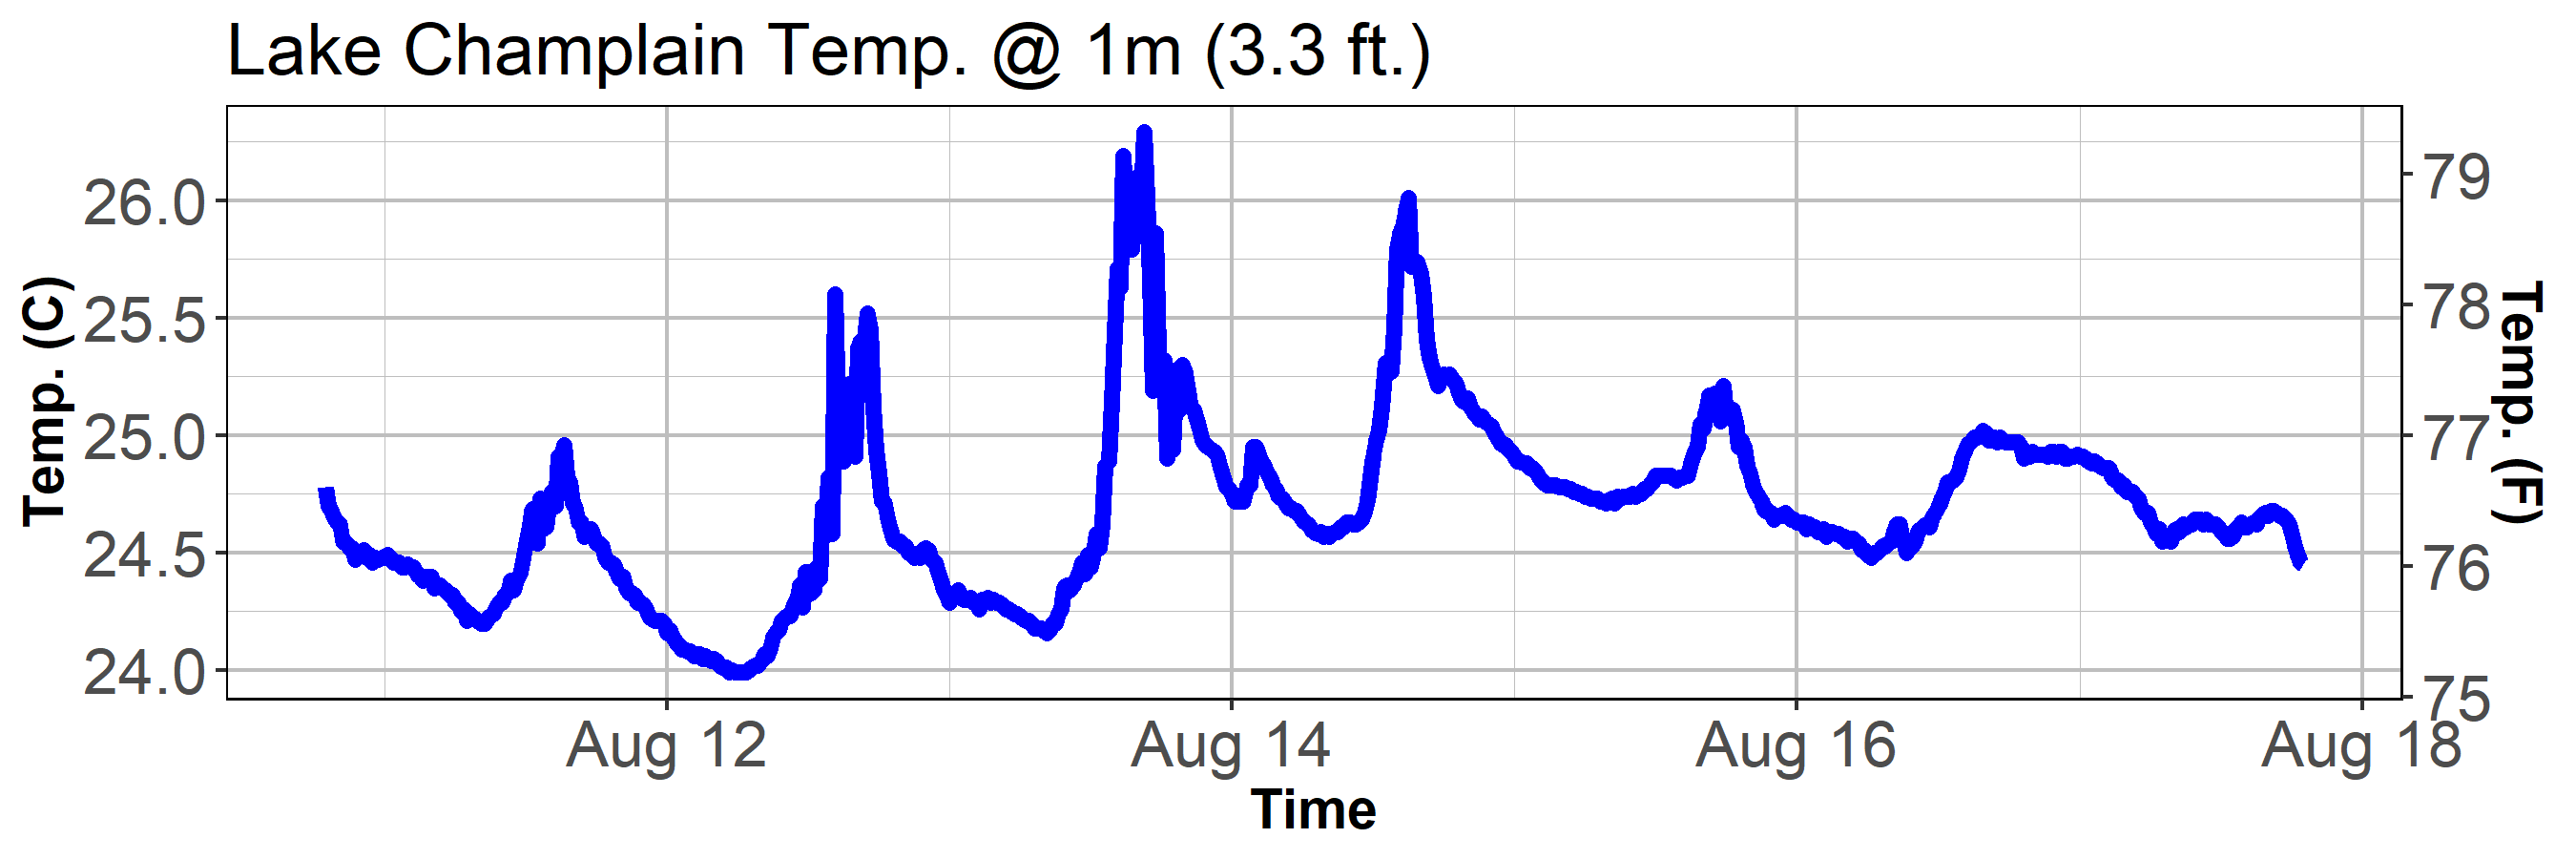 Lake Champlain Temp. @ 1m (3.3 ft.)
Temp. (C)
26.0
25.5
25.0
24.5
24.0
79
78
77
76
75
Temp. (F)
Aug 12 Aug 14 Aug 16 Aug 18
Time